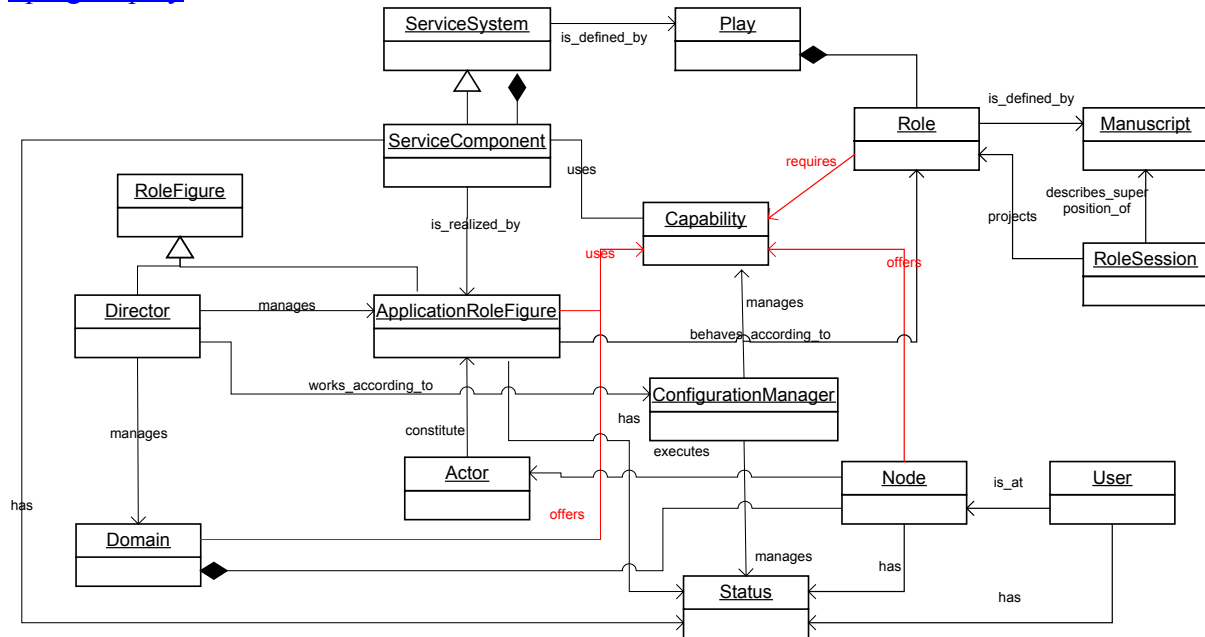 ServiceSystem
Play
is_defined_by
is_defined_by
Role
Manuscript
ServiceComponent
requires
uses
RoleFigure
describes_super
position_of
Capability
projects
is_realized_by
uses
offers
RoleSession
Director
manages
ApplicationRoleFigure
manages
behaves_according_to
works_according_to
ConfigurationManager
has
constitute
manages
executes
Actor
Node
is_at
User
has
offers
Domain
manages
has
Status
has